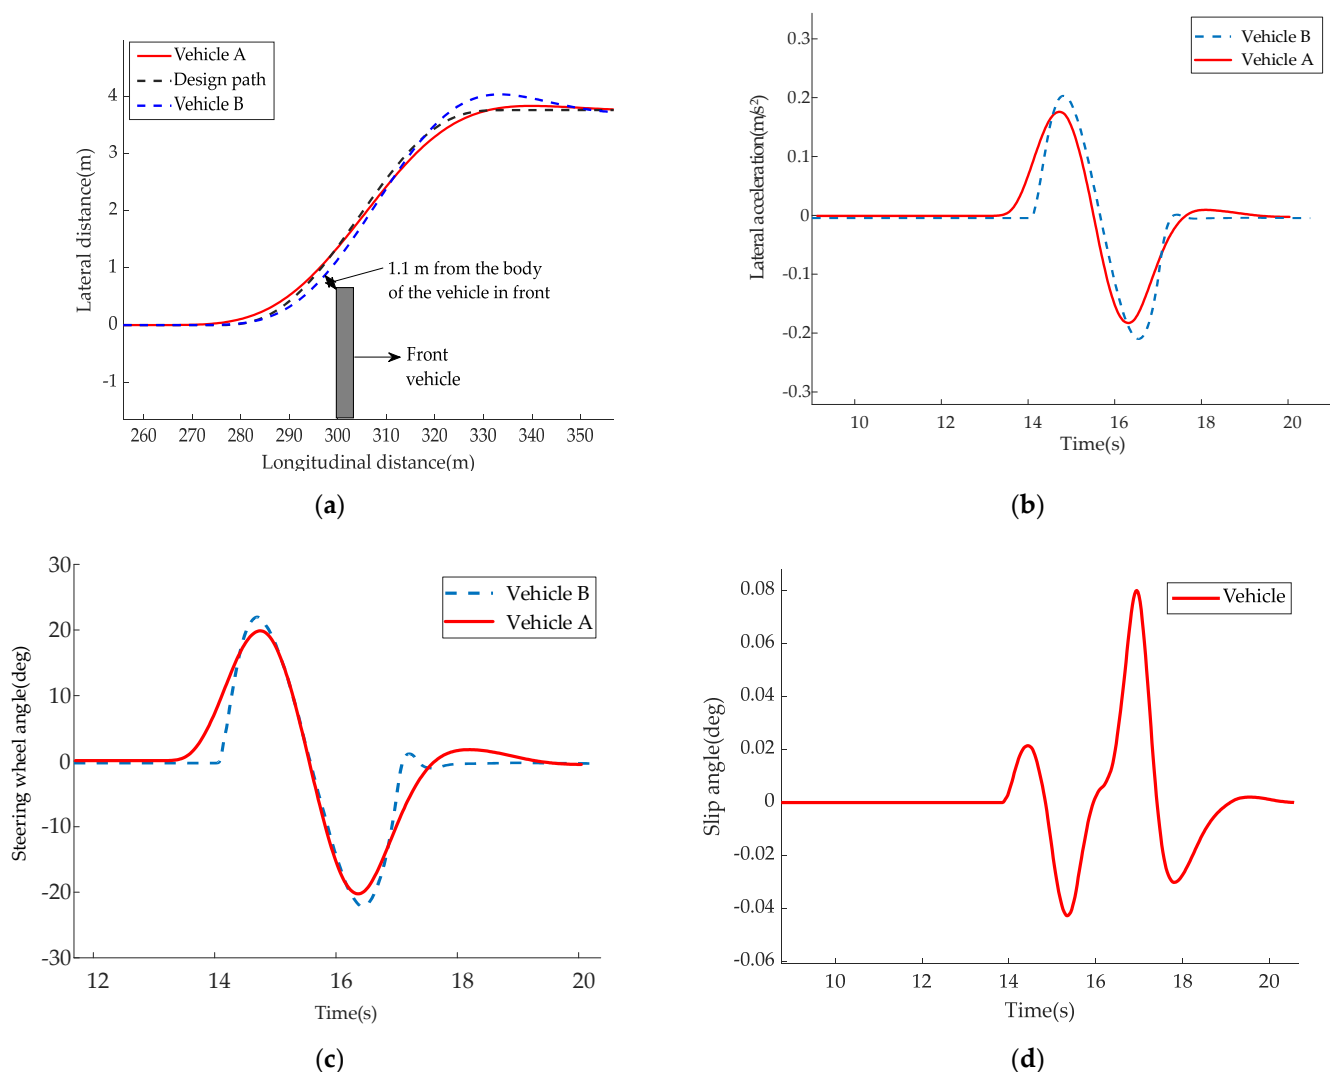 Vehicle A
Design path
Vehicle B
4
3
2
1
0
-1
Lateral distance(m)
1.1 m from the body
of the vehicle in front
Front
vehicle
260 270 280 290 300 310 320 330 340 350
Longitudinal distance(m)
(a)
Vehicle B
Vehicle A
0.3
0.2
0.1
0
-0.1
-0.2
-0.3
Lateral acceleration(m/s²)
10 12 14 16 18 20
Time(s)
(b)
Vehicle B
Vehicle A
30
20
10
0
-10
-20
-30
Steering wheel angle(deg)
12 14 16 18 20
Time(s)
(c)
Vehicle
0.08
0.06
0.04
0.02
0
-0.02
-0.04
-0.06
Slip angle(deg)
10 12 14 16 18 20
Time(s)
(d)